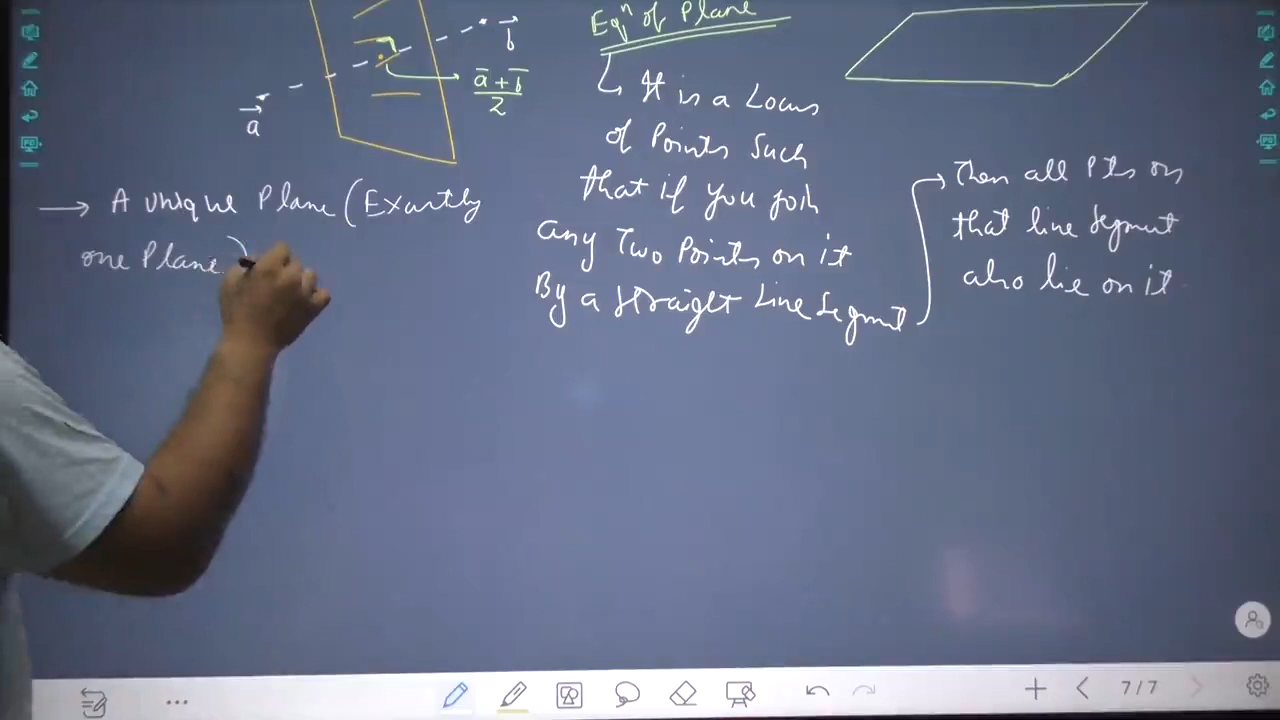 b
a + b
2
a
→ A unique Plane (Exactly
one Plane)
Eqⁿ of Plane
It is a Locus
of Points Such
that if you join
any Two Points on it
By a straight Line Segment
Then all Pts on
that line segment
also lie on it
7/7